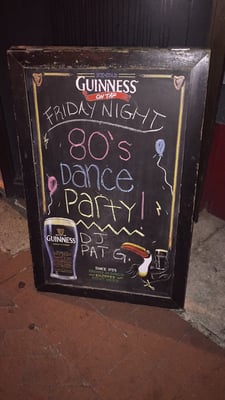 GUINNESS
ON TAP
FRIDAY NIGHT
80's
Dance
Party!
DJ
PAT G.
GUINNESS
SINCE 1759